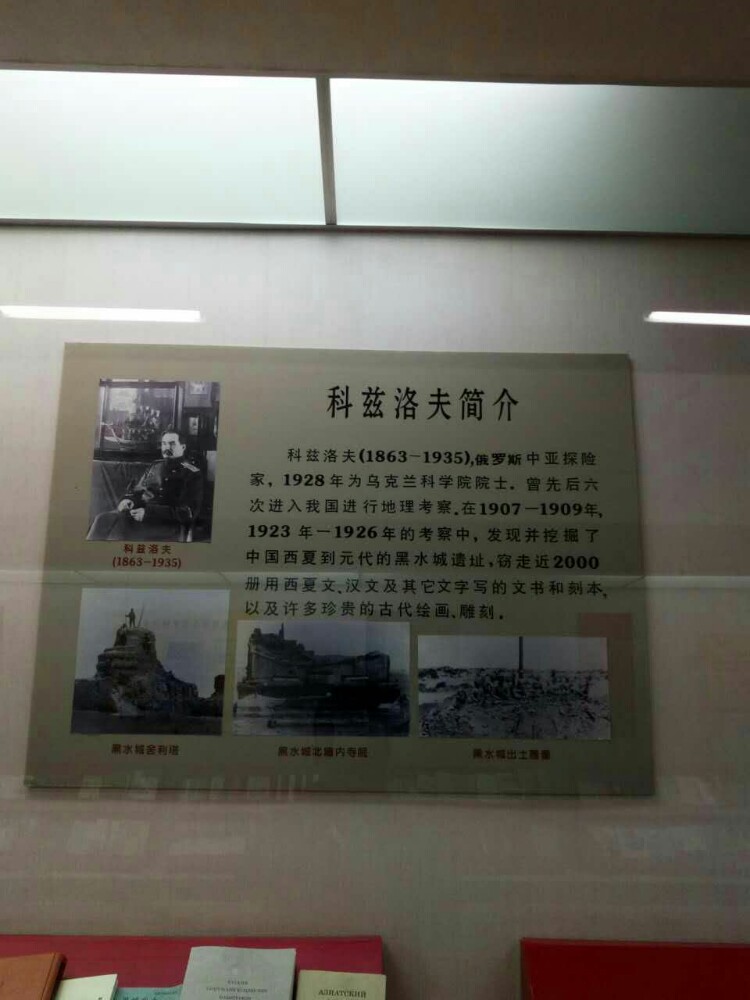 科兹洛夫简介
科兹洛夫(1863-1935),俄罗斯中亚探险
家，1928年为乌克兰科学院院士。曾先后六
次进入我国进行地理考察。在1907-1909年,
1923年-1926年的考察中，发现并挖掘了
中国西夏到元代的黑水城遗址,窃走近2000
册用西夏文、汉文及其它文字写的文书和刻本,
以及许多珍贵的古代绘画、雕刻。
科兹洛夫
(1863-1935)
黑水城舍利塔
黑水城北墙内寺庙
黑水城出土
АЗИАТСКИЙ